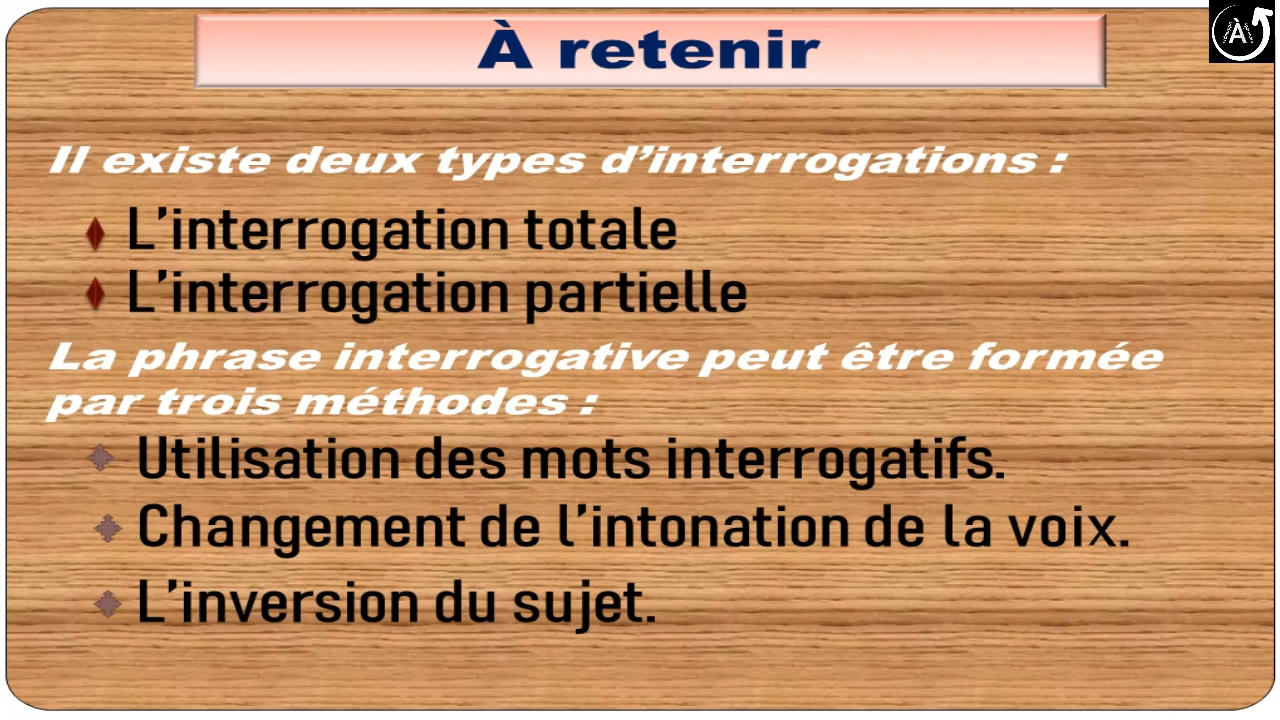 À retenir
À
Il existe deux types d’interrogations :
L’interrogation totale
L’interrogation partielle
La phrase interrogative peut être formée
par trois méthodes :
Utilisation des mots interrogatifs.
Changement de l’intonation de la voix.
L’inversion du sujet.